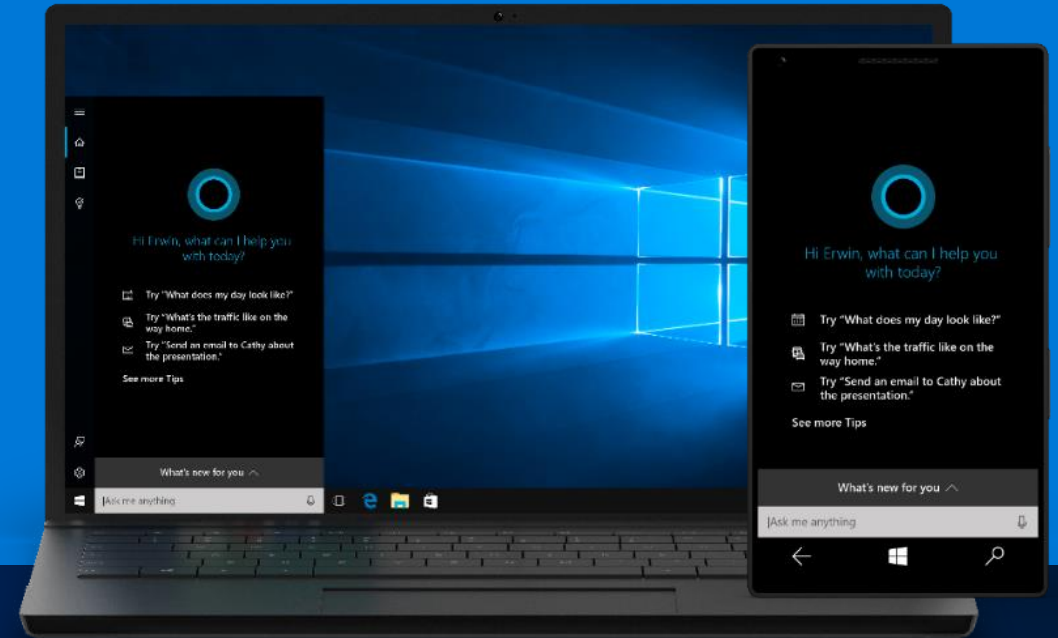 Hi Erwin, what can I help you
with today?
Try "What does my day look like?"
Try "What's the traffic like on the
way home."
Try "Send an email to Cathy about
the presentation."
See more Tips
What's new for you
Ask me anything
Hi Erwin, what can I help you
with today?
Try "What does my day look like?"
Try "What's the traffic like on the
way home."
Try "Send an email to Cathy about
the presentation."
See more Tips
What's new for you
Ask me anything